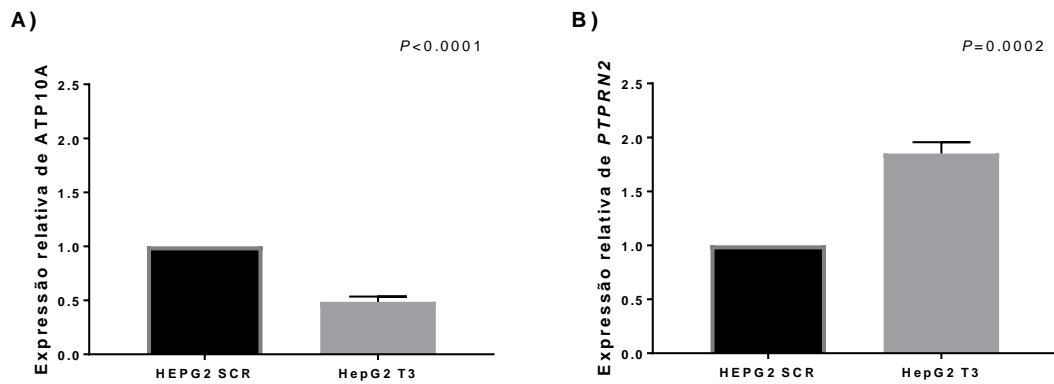 A)
P<0.0001
Expressão relativa de ATP10A
2.5
2.0
1.5
1.0
0.5
0.0
HEPG2 SCR
HepG2 T3
B)
P=0.0002
Expressão relativa de PTPRN2
2.5
2.0
1.5
1.0
0.5
0.0
HEPG2 SCR
HepG2 T3